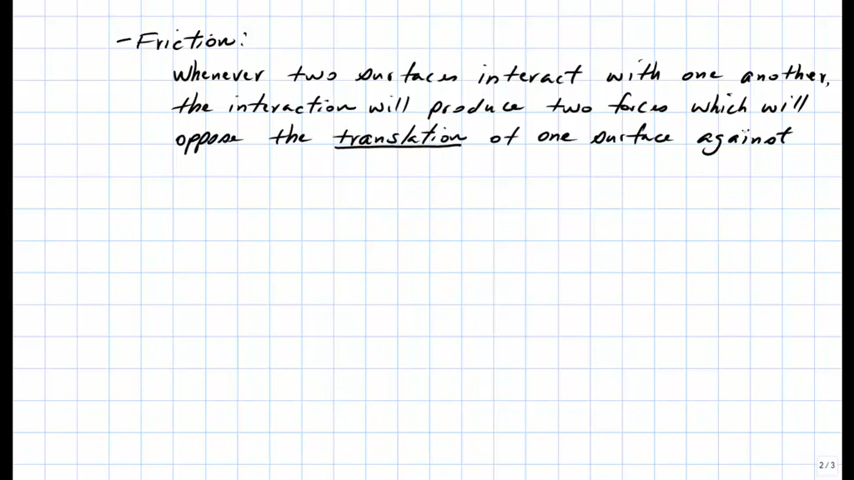 - Friction:
whenever two surfaces interact with one another,
the interaction will produce two forces which will
oppose the translation of one surface against
2/3